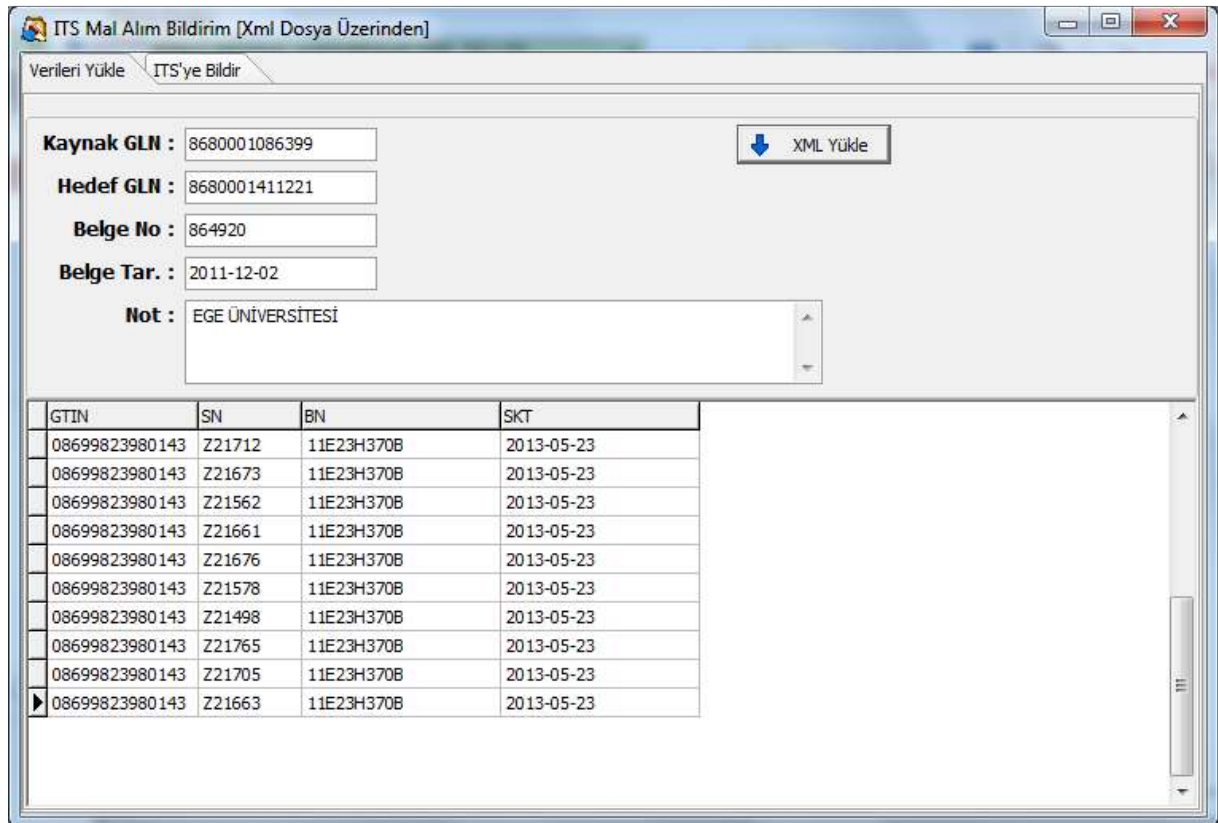 ITS Mal Alım Bildirim [Xml Dosya Üzerinden]
Verileri Yükle ITS'ye Bildir
Kaynak GLN : 8680001086399 XML Yükle
Hedef GLN : 8680001411221
Belge No : 864920
Belge Tar. : 2011-12-02
Not : EGE ÜNİVERSİTESİ
GTIN SN BN SKT
08699823980143 Z21712 11E23H370B 2013-05-23
08699823980143 Z21673 11E23H370B 2013-05-23
08699823980143 Z21562 11E23H370B 2013-05-23
08699823980143 Z21661 11E23H370B 2013-05-23
08699823980143 Z21676 11E23H370B 2013-05-23
08699823980143 Z21578 11E23H370B 2013-05-23
08699823980143 Z21498 11E23H370B 2013-05-23
08699823980143 Z21765 11E23H370B 2013-05-23
08699823980143 Z21705 11E23H370B 2013-05-23
08699823980143 Z21663 11E23H370B 2013-05-23